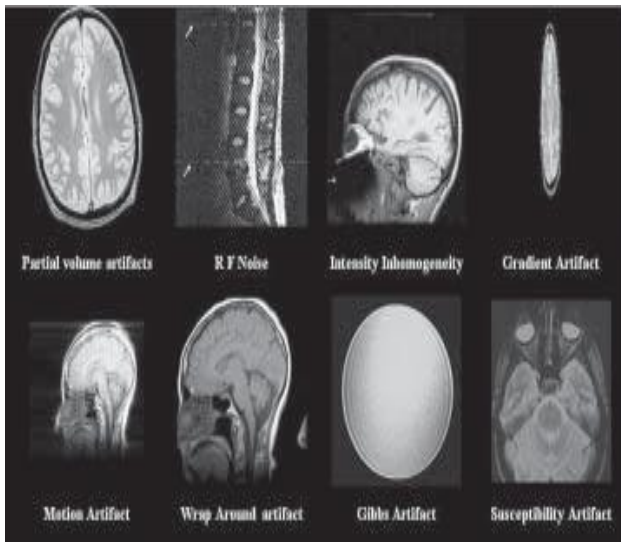 Partial volume artifacts
R F Noise
Intensity Inhomogeneity
Gradient Artifact
Motion Artifact
Wrap Around artifact
Gibbs Artifact
Susceptibility Artifact